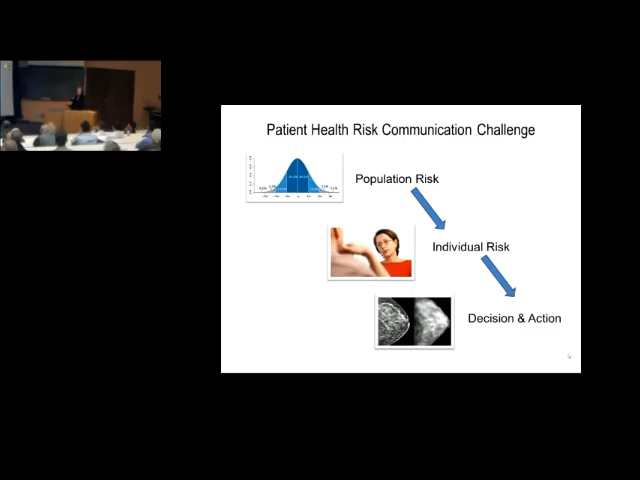 Patient Health Risk Communication Challenge
Population Risk
Individual Risk
Decision & Action